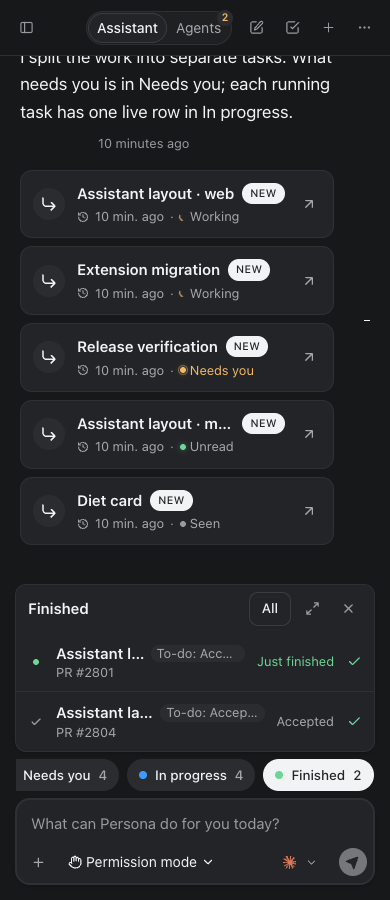 Assistant
Agents
2
I split the work into separate tasks. What
needs you is in Needs you; each running
task has one live row in In progress.
10 minutes ago
Assistant layout · web NEW
10 min. ago · Working
Extension migration NEW
10 min. ago · Working
Release verification NEW
10 min. ago · Needs you
Assistant layout · m... NEW
10 min. ago · Unread
Diet card NEW
10 min. ago · Seen
Finished
All
Assistant l... To-do: Acc... Just finished
PR #2801
Assistant la... To-do: Accep... Accepted
PR #2804
Needs you 4
In progress 4
Finished 2
What can Persona do for you today?
Permission mode